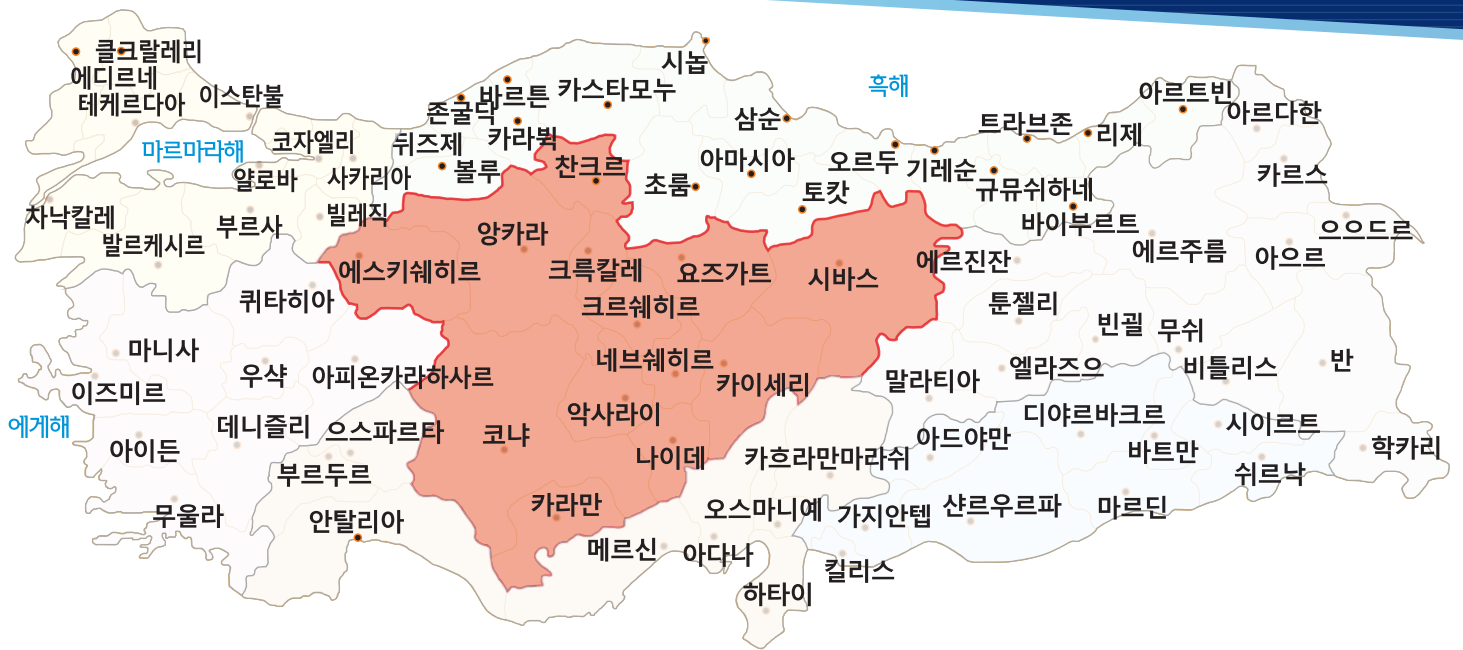 클크랄레리
에디르네
테케르다아
이스탄불
마르마라해
코자엘리
얄로바
사카리아
차낙칼레
발르케시르
부르사
빌레직
뒤즈제
존굴닥
바르튼
카라뷕
볼루
카스타모누
시놉
흑해
찬크르
초룸
삼순
아마시아
토캇
오르두
기레순
트라브존
리제
아르트빈
아르다한
규뮤쉬하네
바이부르트
카르스
으으드르
에르주름
아으르
에르진잔
앙카라
에스키쉐히르
크륵칼레
요즈가트
시바스
크르쉐히르
퀴타히아
툰젤리
빈괼
무쉬
마니사
우샥
아피온카라하사르
네브쉐히르
카이세리
말라티아
엘라즈으
비틀리스
반
이즈미르
에게해
아이든
데니즐리
으스파르타
코냐
악사라이
나이데
아드야만
디야르바크르
바트만
시이르트
학카리
부르두르
카흐라만마라쉬
쉬르낙
무울라
안탈리아
카라만
오스마니예
가지안텝
샨르우르파
마르딘
메르신
아다나
킬리스
하타이